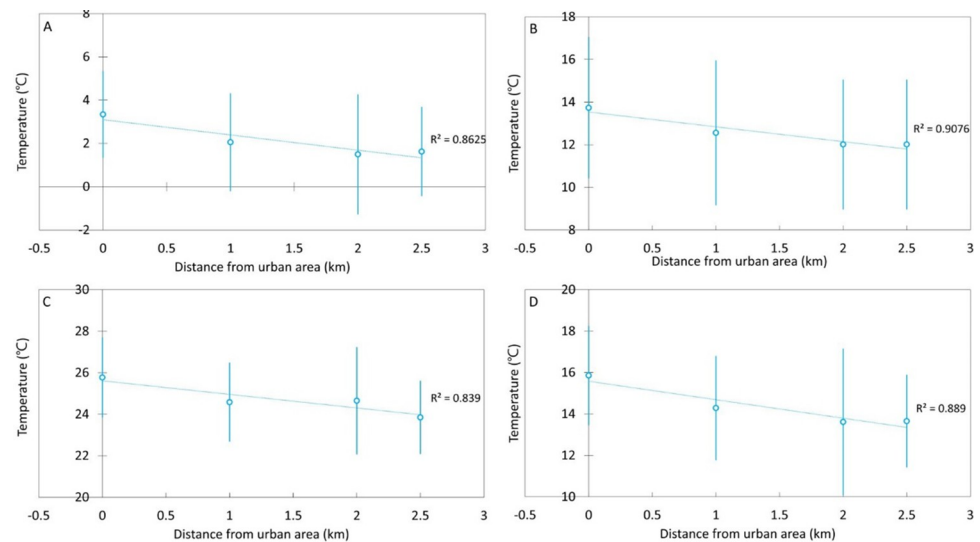 A
8
6
4
2
0
-2
Temperature (℃)
R² = 0.8625
-0.5 0 0.5 1 1.5 2 2.5 3
Distance from urban area (km)
B
18
16
14
12
10
8
Temperature (℃)
R² = 0.9076
-0.5 0 0.5 1 1.5 2 2.5 3
Distance from urban area (km)
C
30
28
26
24
22
20
Temperature (℃)
R² = 0.839
-0.5 0 0.5 1 1.5 2 2.5 3
Distance from urban area (km)
D
20
18
16
14
12
10
Temperature (℃)
R² = 0.889
-0.5 0 0.5 1 1.5 2 2.5 3
Distance from urban area (km)